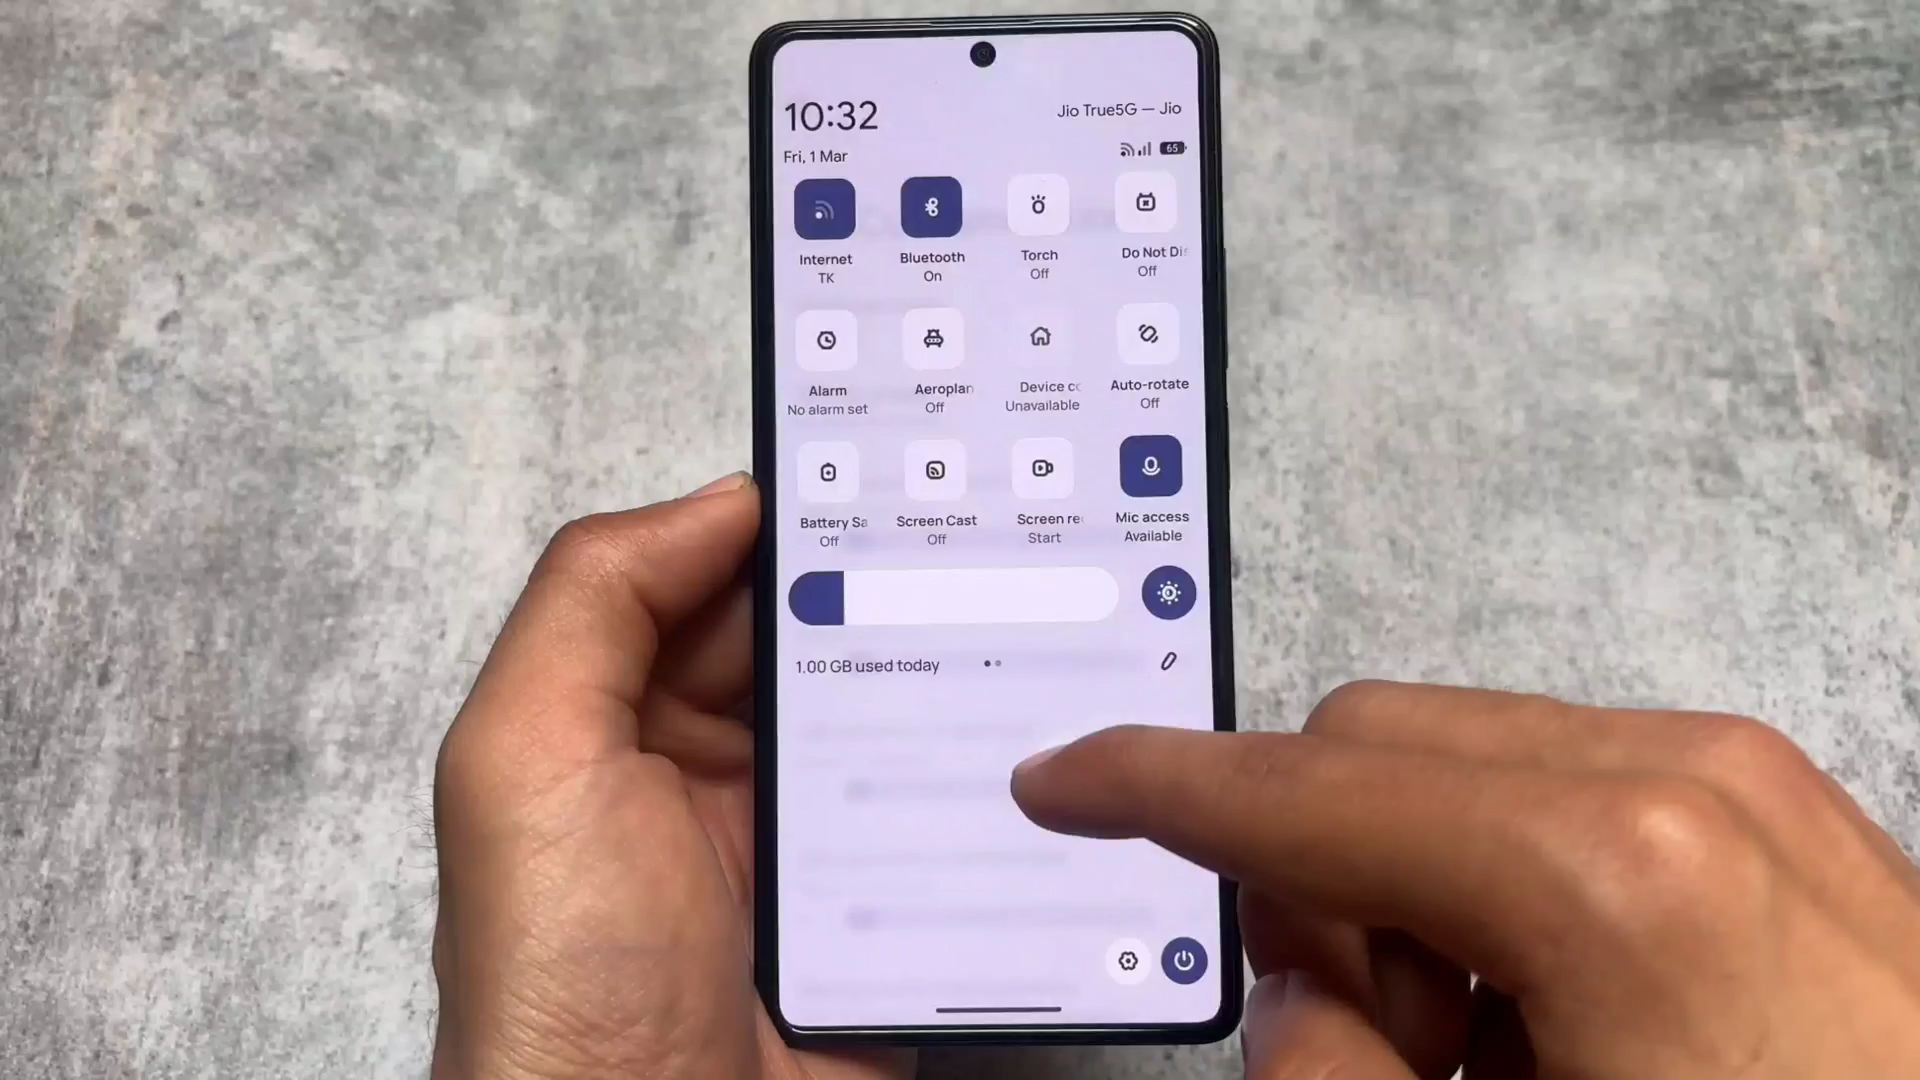 10:32
Jio True5G — Jio
Fri, 1 Mar
65
Internet
TK
Bluetooth
On
Torch
Off
Do Not Di
Off
Alarm
No alarm set
Aeroplan
Off
Device c
Unavailable
Auto-rotate
Off
Battery Sa
Off
Screen Cast
Off
Screen re
Start
Mic access
Available
1.00 GB used today